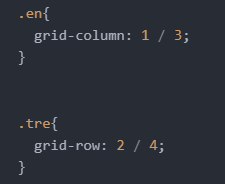 .en{
  grid-column: 1 / 3;
}
.tre{
  grid-row: 2 / 4;
}